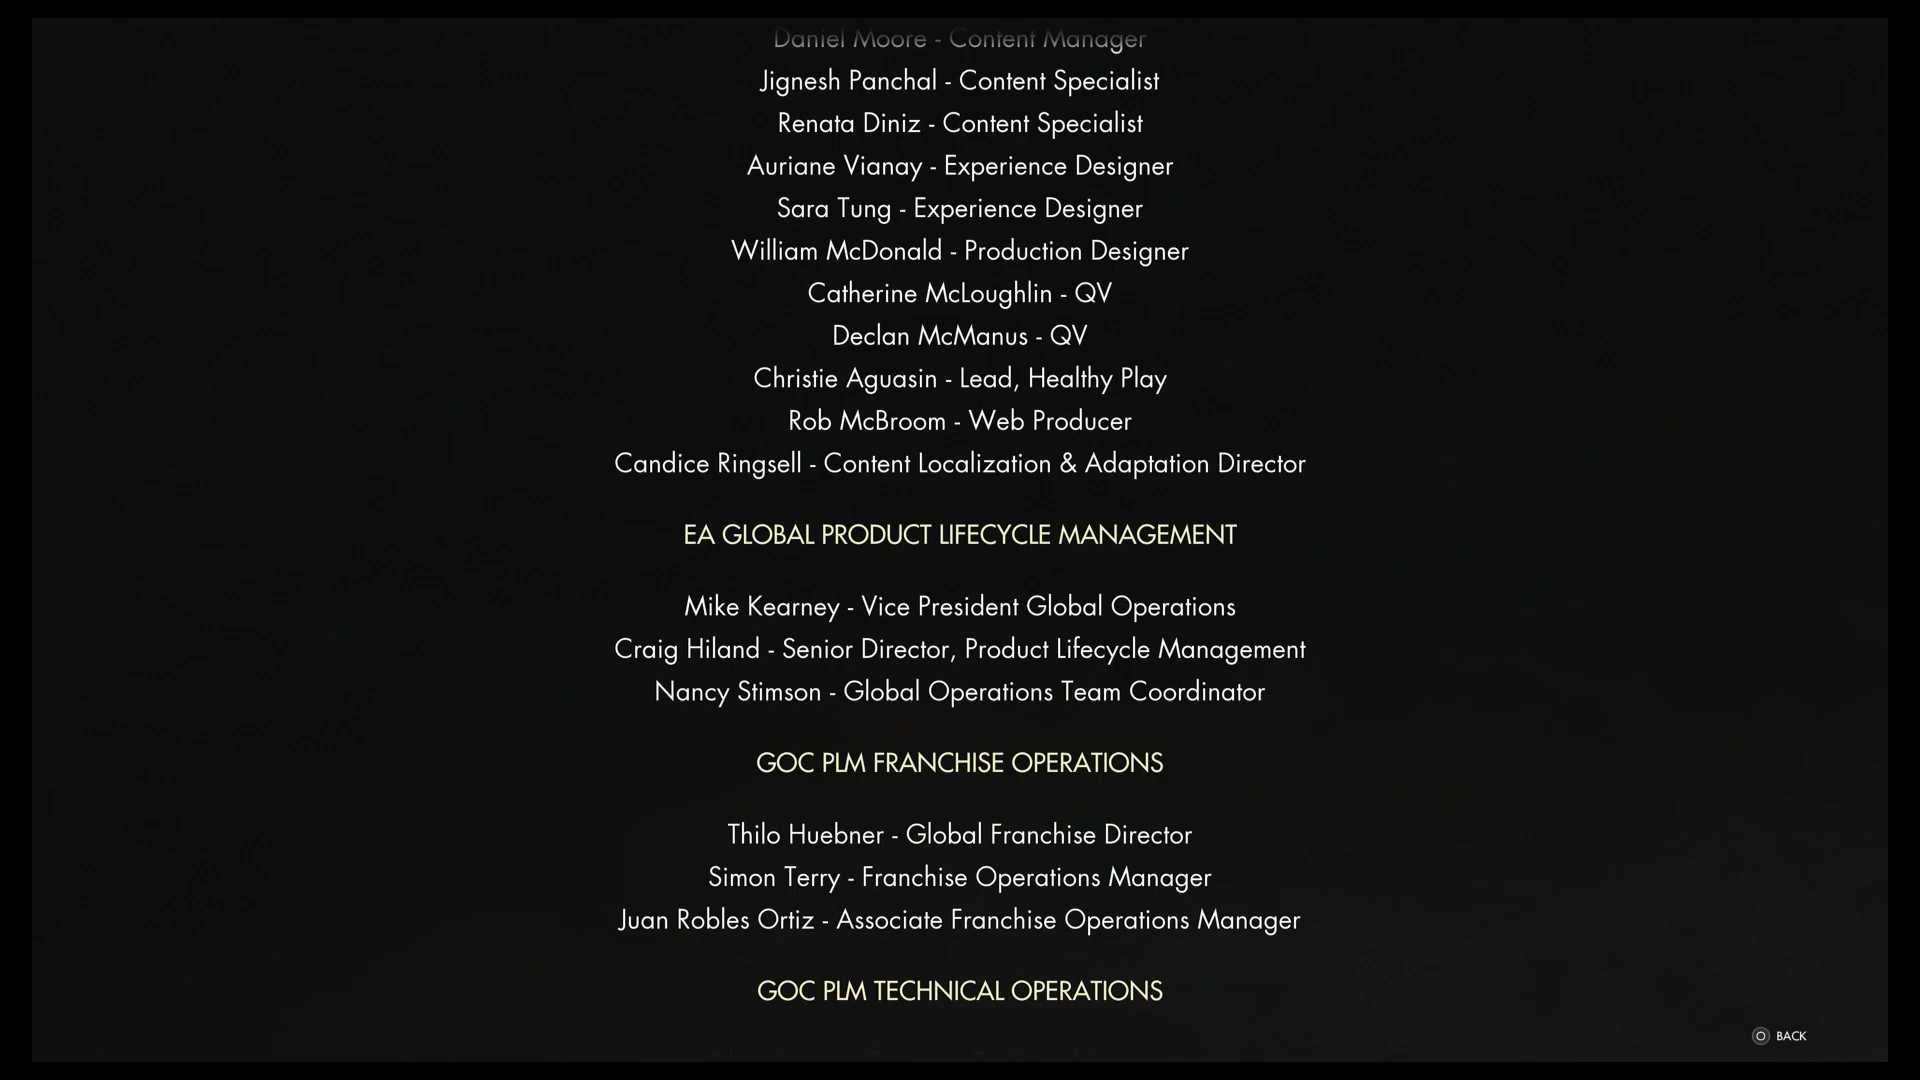 Daniel Moore - Content Manager
Jignesh Panchal - Content Specialist
Renata Diniz - Content Specialist
Auriane Vianay - Experience Designer
Sara Tung - Experience Designer
William McDonald - Production Designer
Catherine McLoughlin - QV
Declan McManus - QV
Christie Aguasin - Lead, Healthy Play
Rob McBroom - Web Producer
Candice Ringsell - Content Localization & Adaptation Director
EA GLOBAL PRODUCT LIFECYCLE MANAGEMENT
Mike Kearney - Vice President Global Operations
Craig Hiland - Senior Director, Product Lifecycle Management
Nancy Stimson - Global Operations Team Coordinator
GOC PLM FRANCHISE OPERATIONS
Thilo Huebner - Global Franchise Director
Simon Terry - Franchise Operations Manager
Juan Robles Ortiz - Associate Franchise Operations Manager
GOC PLM TECHNICAL OPERATIONS
BACK